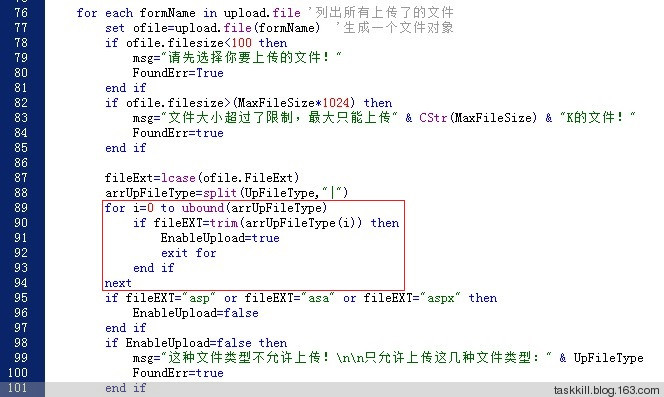 76 for each formName in upload.file '列出所有上传了的文件
77 set ofile=upload.file(formName) '生成一个文件对象
78 if ofile.filesize<100 then
79 msg="请先选择你要上传的文件！"
80 FoundErr=True
81 end if
82 if ofile.filesize>(MaxFileSize*1024) then
83 msg="文件大小超过了限制，最大只能上传" & CStr(MaxFileSize) & "K的文件！"
84 FoundErr=true
85 end if
86
87 fileExt=lcase(ofile.FileExt)
88 arrUpFileType=split(UpFileType,"|")
89 for i=0 to ubound(arrUpFileType)
90 if fileEXT=trim(arrUpFileType(i)) then
91 EnableUpload=true
92 exit for
93 end if
94 next
95 if fileEXT="asp" or fileEXT="asa" or fileEXT="aspx" then
96 EnableUpload=false
97 end if
98 if EnableUpload=false then
99 msg="这种文件类型不允许上传！\n\n只允许上传这几种文件类型：" & UpFileType
100 FoundErr=true
101 end if
taskkill.blog.163.com